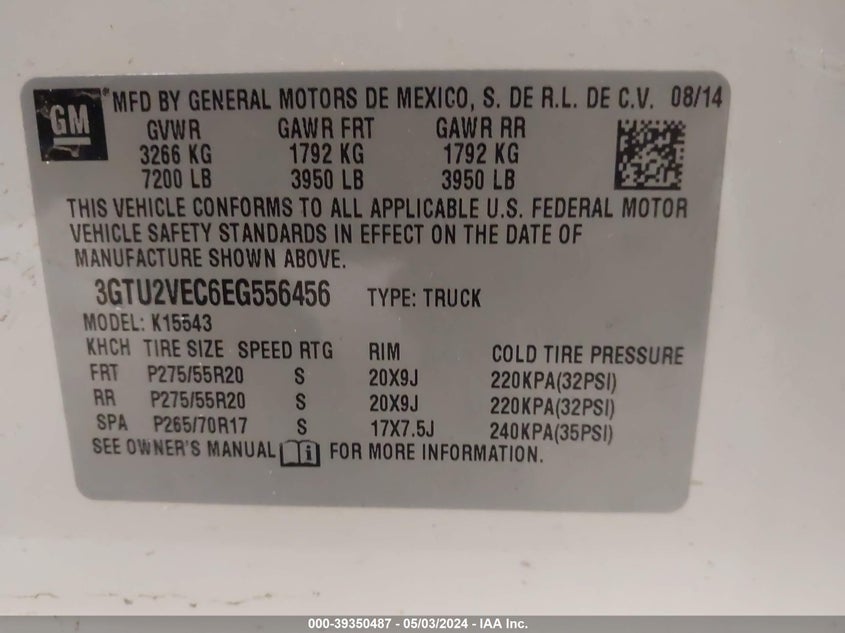 GM
MFD BY GENERAL MOTORS DE MEXICO, S. DE R.L. DE C.V. 08/14
GVWR GAWR FRT GAWR RR
3266 KG 1792 KG 1792 KG
7200 LB 3950 LB 3950 LB
THIS VEHICLE CONFORMS TO ALL APPLICABLE U.S. FEDERAL MOTOR
VEHICLE SAFETY STANDARDS IN EFFECT ON THE DATE OF
MANUFACTURE SHOWN ABOVE.
3GTU2VEC6EG556456 TYPE: TRUCK
MODEL: K15543
KHCH TIRE SIZE SPEED RTG RIM COLD TIRE PRESSURE
FRT P275/55R20 S 20X9J 220KPA(32PSI)
RR P275/55R20 S 20X9J 220KPA(32PSI)
SPA P265/70R17 S 17X7.5J 240KPA(35PSI)
SEE OWNER'S MANUAL i FOR MORE INFORMATION.
000-39350487 - 05/03/2024 - IAA Inc.